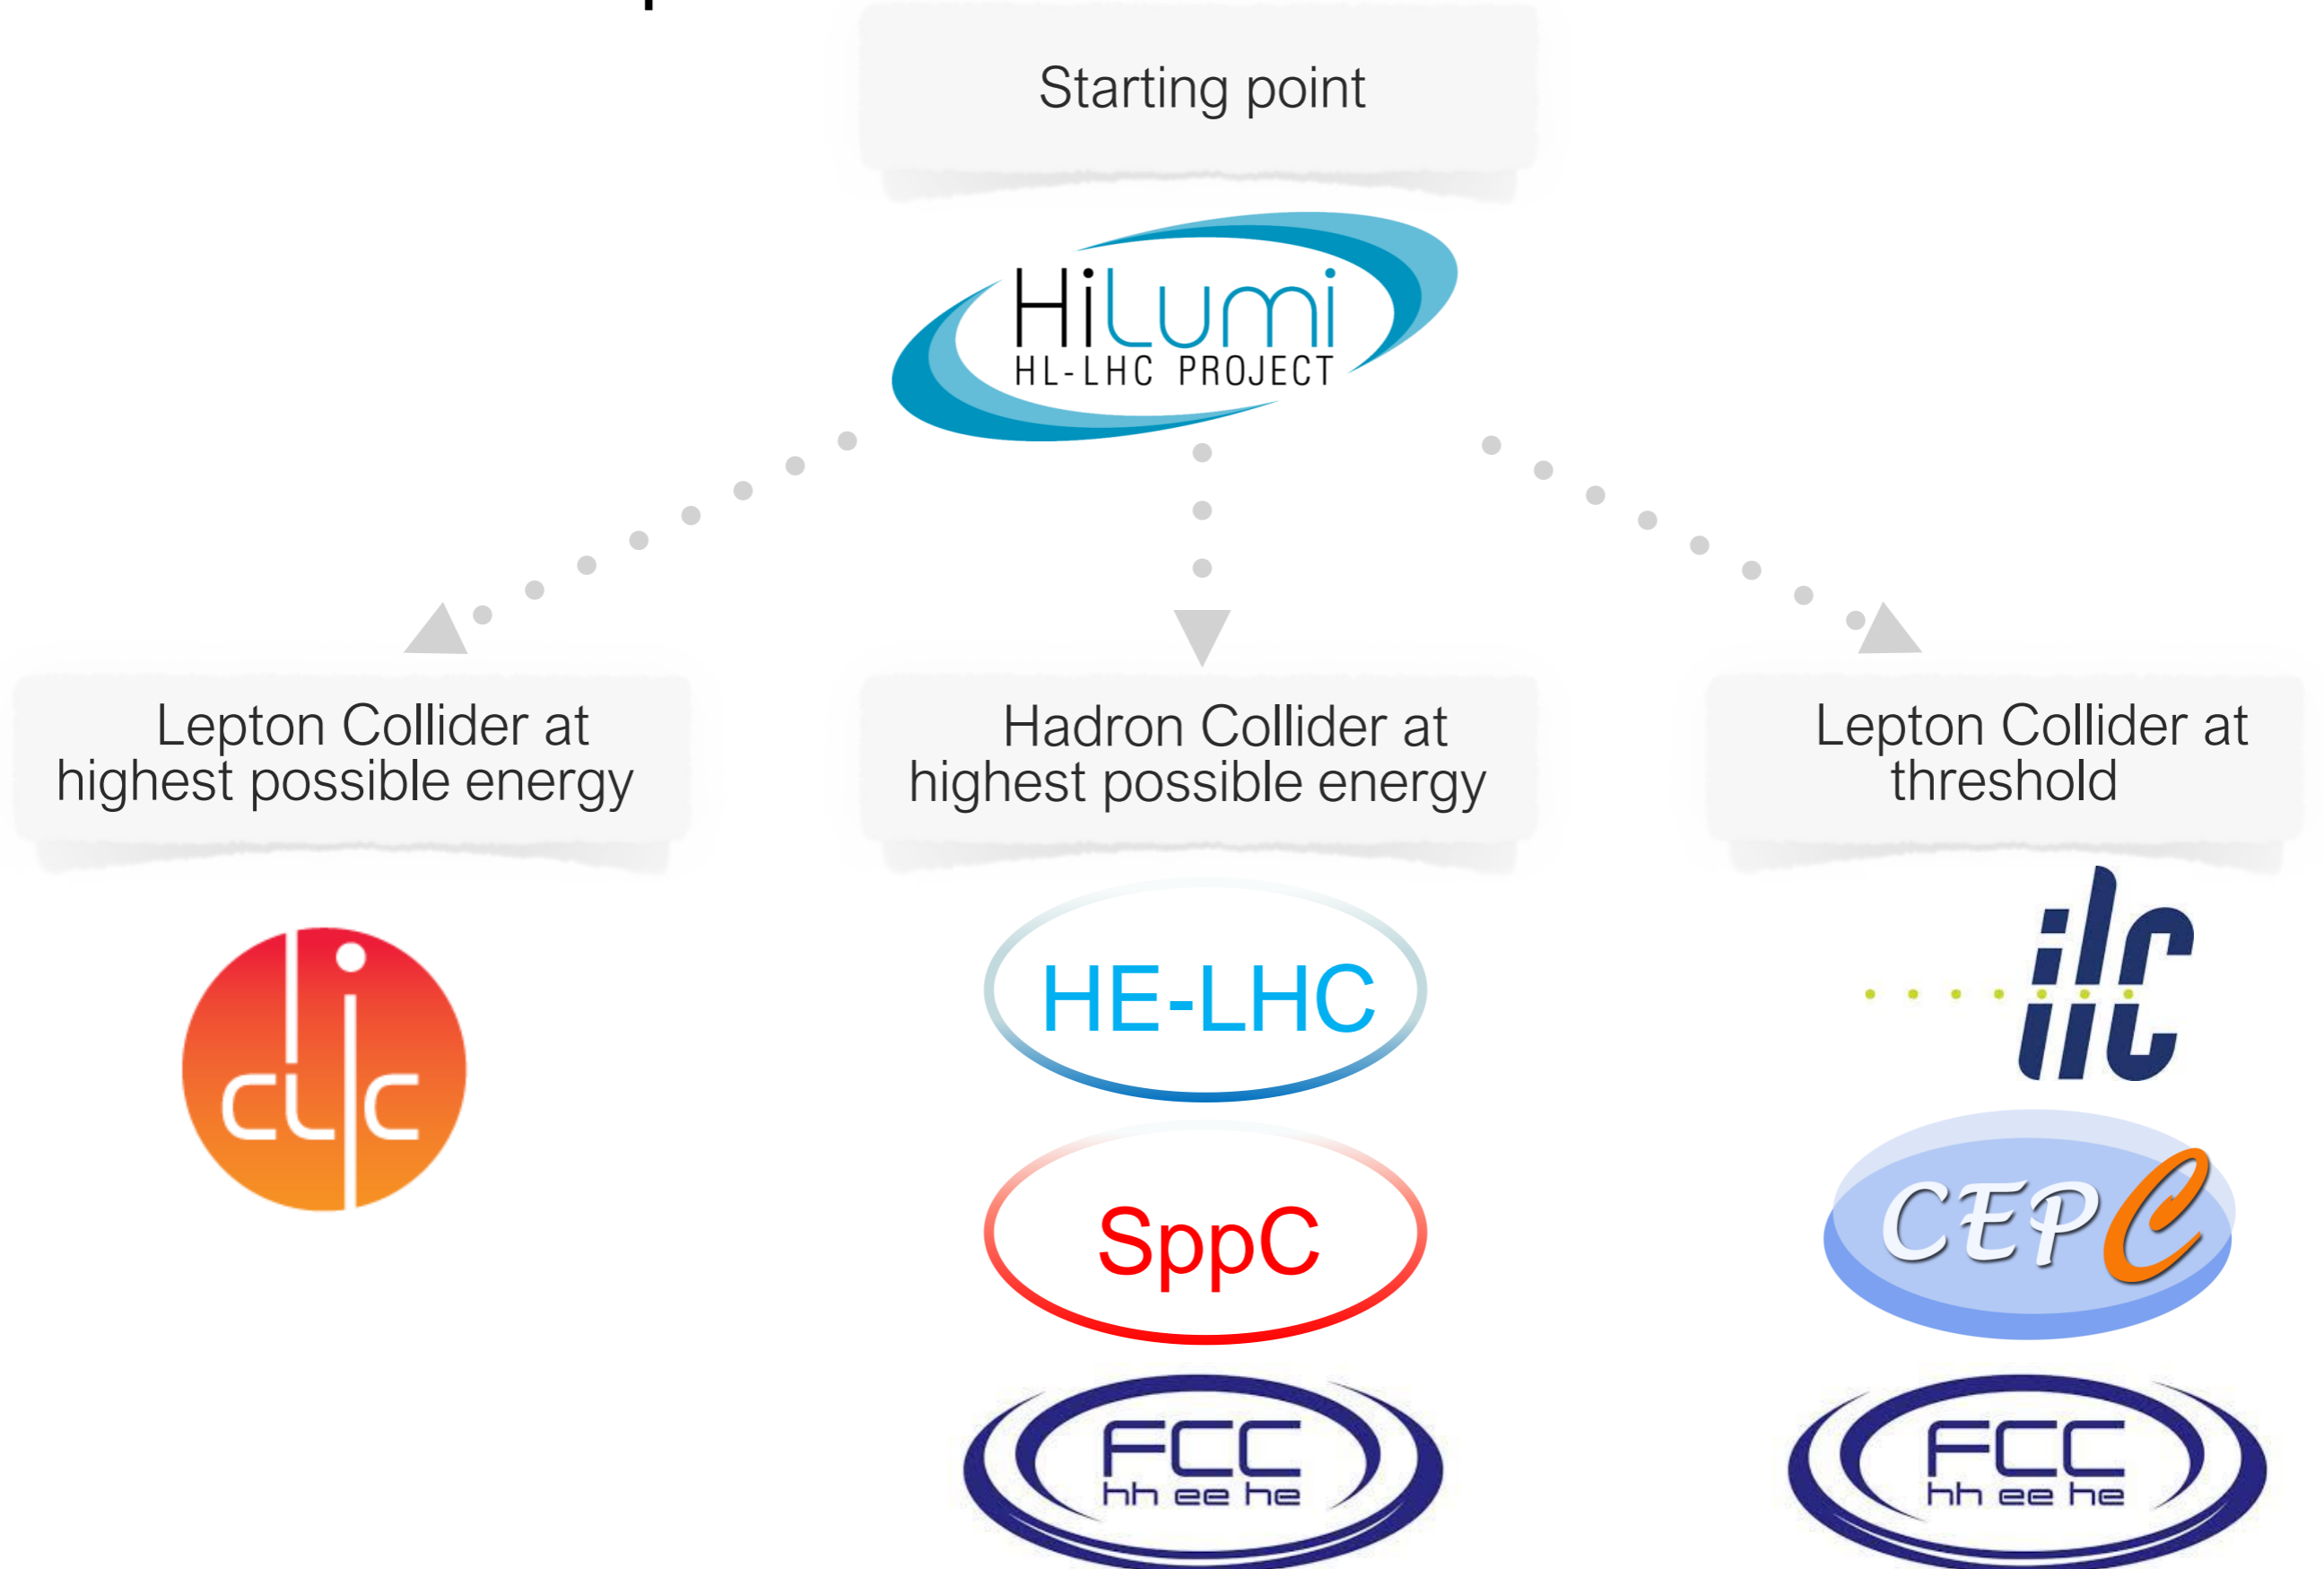 Starting point
HiLumi
HL-LHC PROJECT
Lepton Collider at
highest possible energy
Hadron Collider at
highest possible energy
Lepton Collider at
threshold
clic
HE-LHC
SppC
FCC
hh ee he
ilc
CEPC
FCC
hh ee he